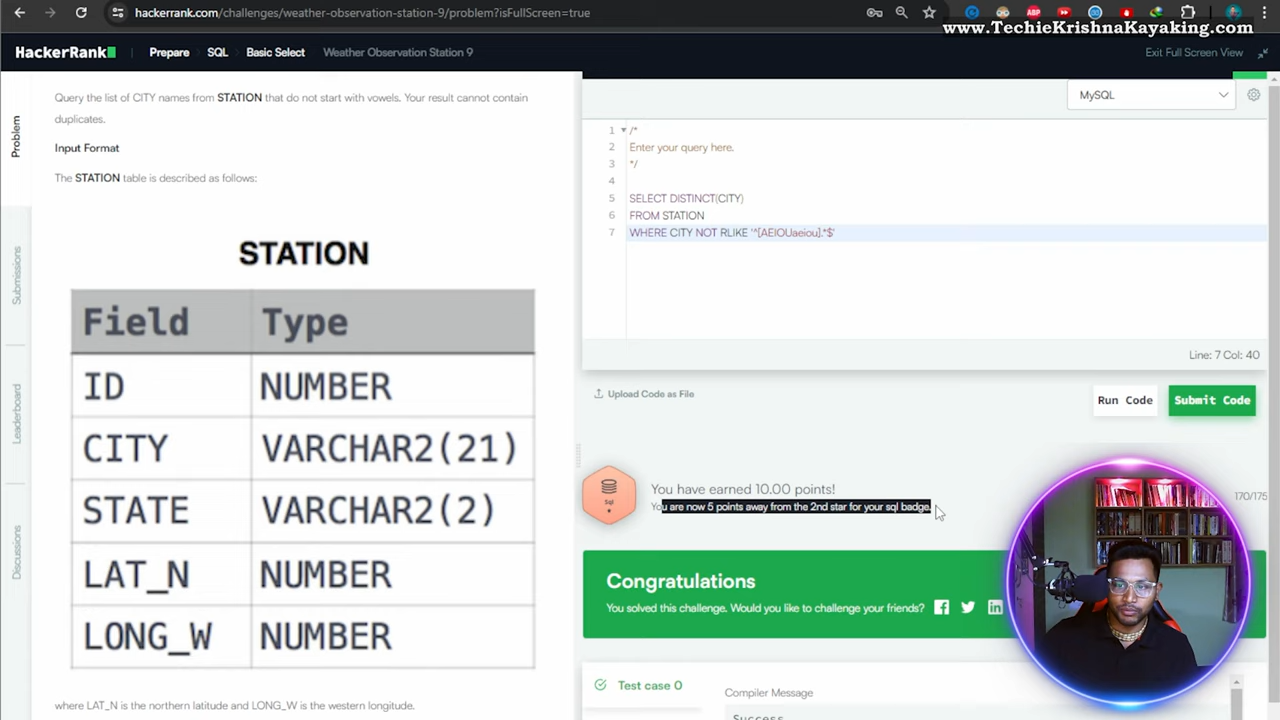 hackerrank.com/challenges/weather-observation-station-9/problem?isFullScreen=true
www.TechieKrishnaKayaking.com
HackerRank
Prepare
SQL
Basic Select
Weather Observation Station 9
Exit Full Screen View
Problem
Submissions
Leaderboard
Discussions
Query the list of CITY names from STATION that do not start with vowels. Your result cannot contain
duplicates.
Input Format
The STATION table is described as follows:
STATION
Field Type
ID NUMBER
CITY VARCHAR2(21)
STATE VARCHAR2(2)
LAT_N NUMBER
LONG_W NUMBER
where LAT_N is the northern latitude and LONG_W is the western longitude.
MySQL
1 /*
2 Enter your query here.
3 */
4
5 SELECT DISTINCT(CITY)
6 FROM STATION
7 WHERE CITY NOT RLIKE '^[AEIOUaeiou].*$'
Line: 7 Col: 40
Upload Code as File
Run Code
Submit Code
Sql
You have earned 10.00 points!
You are now 5 points away from the 2nd star for your sql badge.
170/175
Congratulations
You solved this challenge. Would you like to challenge your friends?
Test case 0
Compiler Message
Success